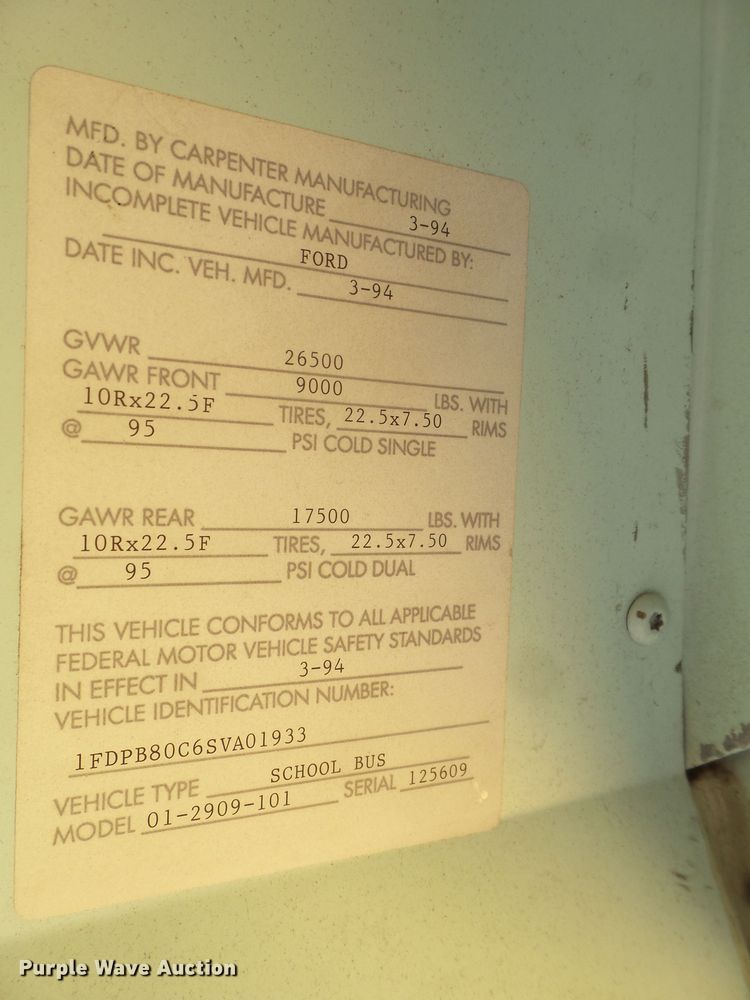 MFD. BY CARPENTER MANUFACTURING
DATE OF MANUFACTURE 3-94
INCOMPLETE VEHICLE MANUFACTURED BY:
FORD
DATE INC. VEH. MFD. 3-94
GVWR 26500
GAWR FRONT 9000 LBS. WITH
10Rx22.5F TIRES, 22.5x7.50 RIMS
@ 95 PSI COLD SINGLE
GAWR REAR 17500 LBS. WITH
10Rx22.5F TIRES, 22.5x7.50 RIMS
@ 95 PSI COLD DUAL
THIS VEHICLE CONFORMS TO ALL APPLICABLE
FEDERAL MOTOR VEHICLE SAFETY STANDARDS
IN EFFECT IN 3-94
VEHICLE IDENTIFICATION NUMBER:
1FDPB80C6SVA01933
VEHICLE TYPE SCHOOL BUS
MODEL 01-2909-101 SERIAL 125609
Purple Wave Auction